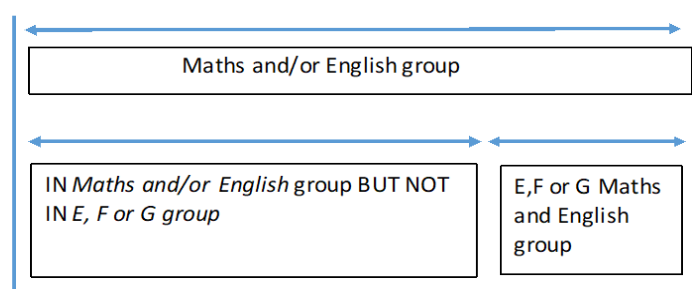 Maths and/or English group
IN Maths and/or English group BUT NOT
IN E, F or G group
E,F or G Maths
and English
group